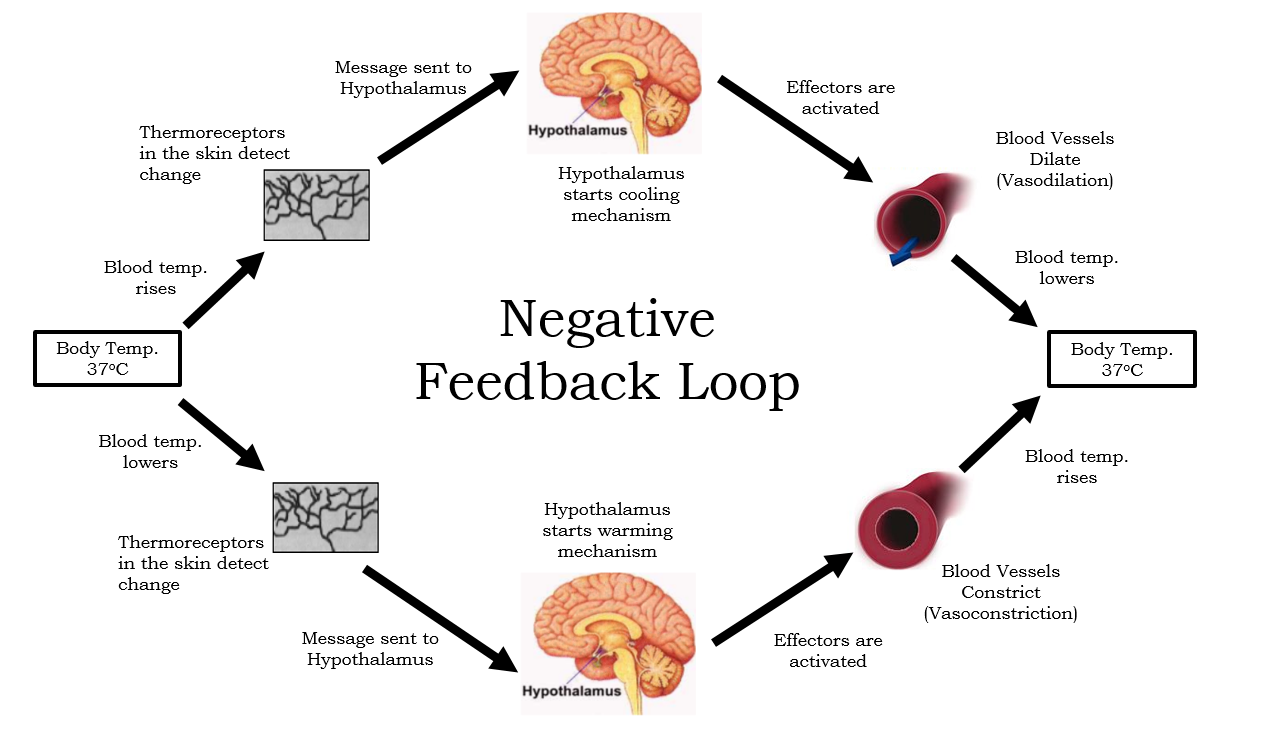 Message sent to
Hypothalamus
Hypothalamus
Effectors are
activated
Thermoreceptors
in the skin detect
change
Blood Vessels
Dilate
(Vasodilation)
Hypothalamus
starts cooling
mechanism
Blood temp.
rises
Blood temp.
lowers
Negative
Feedback Loop
Body Temp.
37ºC
Body Temp.
37ºC
Blood temp.
lowers
Blood temp.
rises
Thermoreceptors
in the skin detect
change
Hypothalamus
starts warming
mechanism
Blood Vessels
Constrict
(Vasoconstriction)
Message sent to
Hypothalamus
Hypothalamus
Effectors are
activated